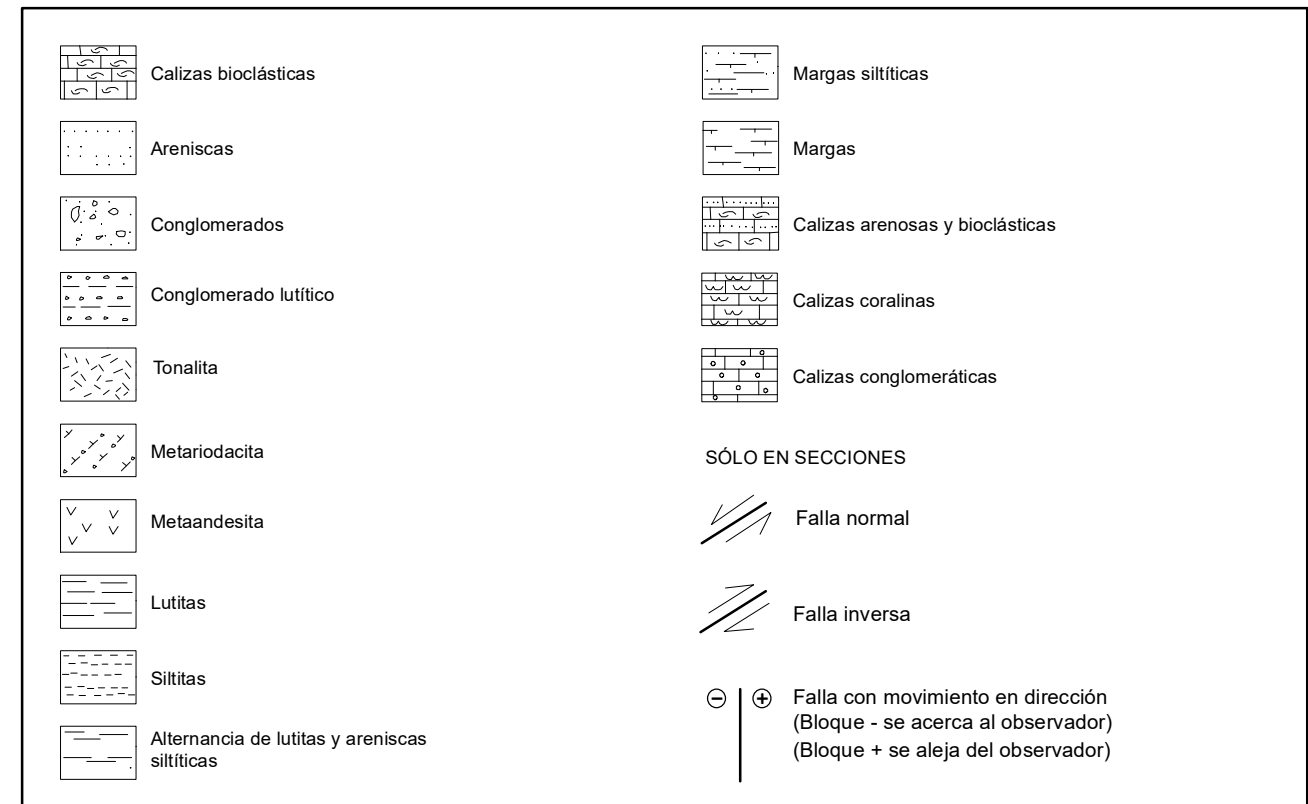 Calizas bioclásticas
Areniscas
Conglomerados
Conglomerado lutítico
Tonalita
Metariodacita
Metaandesita
Lutitas
Siltitas
Alternancia de lutitas y areniscas
siltíticas
Margas siltíticas
Margas
Calizas arenosas y bioclásticas
Calizas coralinas
Calizas conglomeráticas
SÓLO EN SECCIONES
Falla normal
Falla inversa
Falla con movimiento en dirección
(Bloque - se acerca al observador)
(Bloque + se aleja del observador)